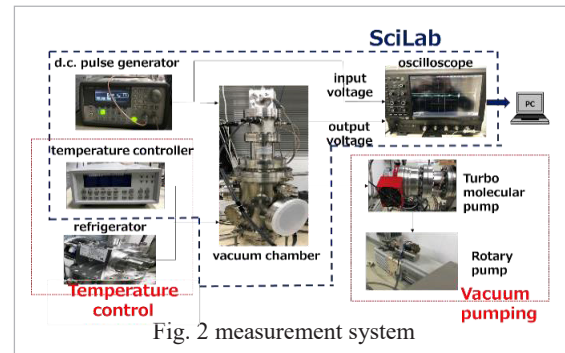 SciLab
d.c. pulse generator
oscilloscope
input
voltage
output
voltage
PC
temperature controller
Turbo
molecular
pump
refrigerator
vacuum chamber
Rotary
pump
Temperature
control
Vacuum
pumping
Fig. 2 measurement system